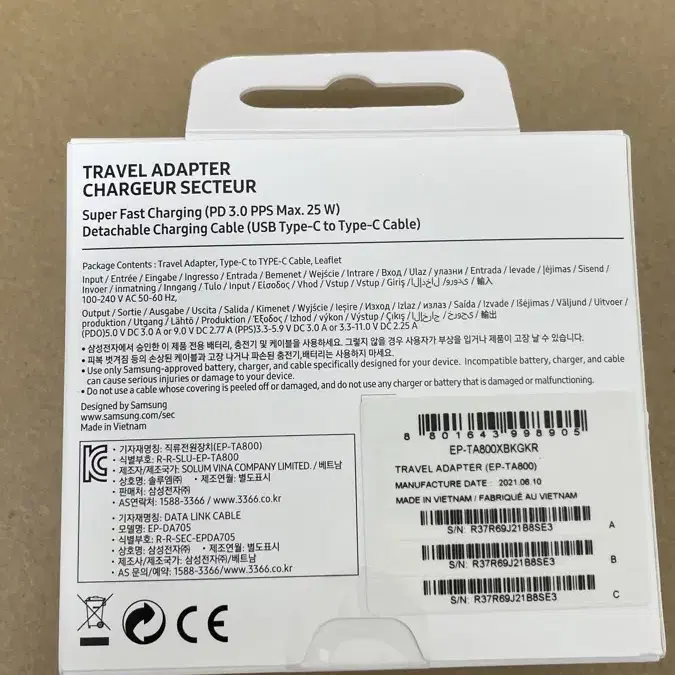 TRAVEL ADAPTER
CHARGEUR SECTEUR
Super Fast Charging (PD 3.0 PPS Max. 25 W)
Detachable Charging Cable (USB Type-C to Type-C Cable)
Package Contents : Travel Adapter, Type-C to TYPE-C Cable, Leaflet
Input / Entrée / Eingabe / Ingresso / Entrada / Bemenet / Wejście / Intrare / Вход / Ulaz / улазни / Entrada / Ievade / Įėjimas / Sisend /
Invoer / inmatning / Inngang / Tulo / Input / Είσοδος / Vhod / Vstup / Vstup / Giriş / الإدخال / ورودی / 輸入
100-240 V AC 50-60 Hz,
Output / Sortie / Ausgabe / Uscita / Salida / Kimenet / Wyjście / Ieșire / Изход / Izlaz / излаз / Saída / Izvade / Išėjimas / Väljund / Uitvoer /
produktion / Utgang / Lähtö / Produktion / Έξοδος / Izhod / výkon / Výstup / Çıkış / الإخراج / خروجی / 輸出
(PDO)5.0 V DC 3.0 A or 9.0 V DC 2.77 A (PPS)3.3-5.9 V DC 3.0 A or 3.3-11.0 V DC 2.25 A
• 삼성전자에서 승인한 이 제품 전용 배터리, 충전기 및 케이블을 사용하세요. 그렇지 않을 경우 사용자가 부상을 입거나 제품이 고장 날 수 있습니다.
• 피복 벗겨짐 등의 손상된 케이블과 고장 나거나 파손된 충전기,배터리는 사용하지 마세요.
• Use only Samsung-approved battery, charger, and cable specifically designed for your device. Incompatible battery, charger, and cable
can cause serious injuries or damage to your device.
• Do not use a cable whose covering is peeled off or damaged, and do not use any charger or battery that is damaged or malfunctioning.
Designed by Samsung
www.samsung.com/sec
Made in Vietnam
• 기자재명칭: 직류전원장치(EP-TA800)
• 식별부호: R-R-SLU-EP-TA800
• 제조자/제조국가: SOLUM VINA COMPANY LIMITED. / 베트남
• 상호명: 솔루엠㈜ • 제조연월: 별도표시
• 판매처: 삼성전자㈜
• AS연락처: 1588-3366 / www.3366.co.kr
• 기자재명칭: DATA LINK CABLE
• 모델명: EP-DA705
• 식별부호: R-R-SEC-EPDA705
• 상호명: 삼성전자㈜ • 제조연월: 별도표시
• 제조사/제조국가: 삼성전자㈜/베트남
• AS 문의/예약: 1588-3366/www.3366.co.kr
CE
8 801643 998905
EP-TA800XBKGKR
TRAVEL ADAPTER (EP-TA800)
MANUFACTURE DATE : 2021.06.10
MADE IN VIETNAM / FABRIQUÉ AU VIETNAM
S/N: R37R69J21B8SE3 A
S/N: R37R69J21B8SE3 B
S/N: R37R69J21B8SE3 C